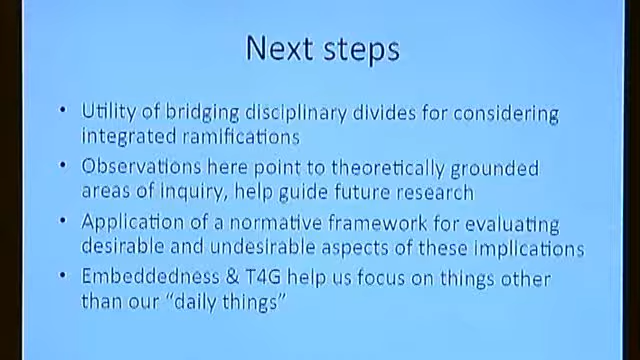 Next steps
• Utility of bridging disciplinary divides for considering
integrated ramifications
• Observations here point to theoretically grounded
areas of inquiry, help guide future research
• Application of a normative framework for evaluating
desirable and undesirable aspects of these implications
• Embeddedness & T4G help us focus on things other
than our “daily things”